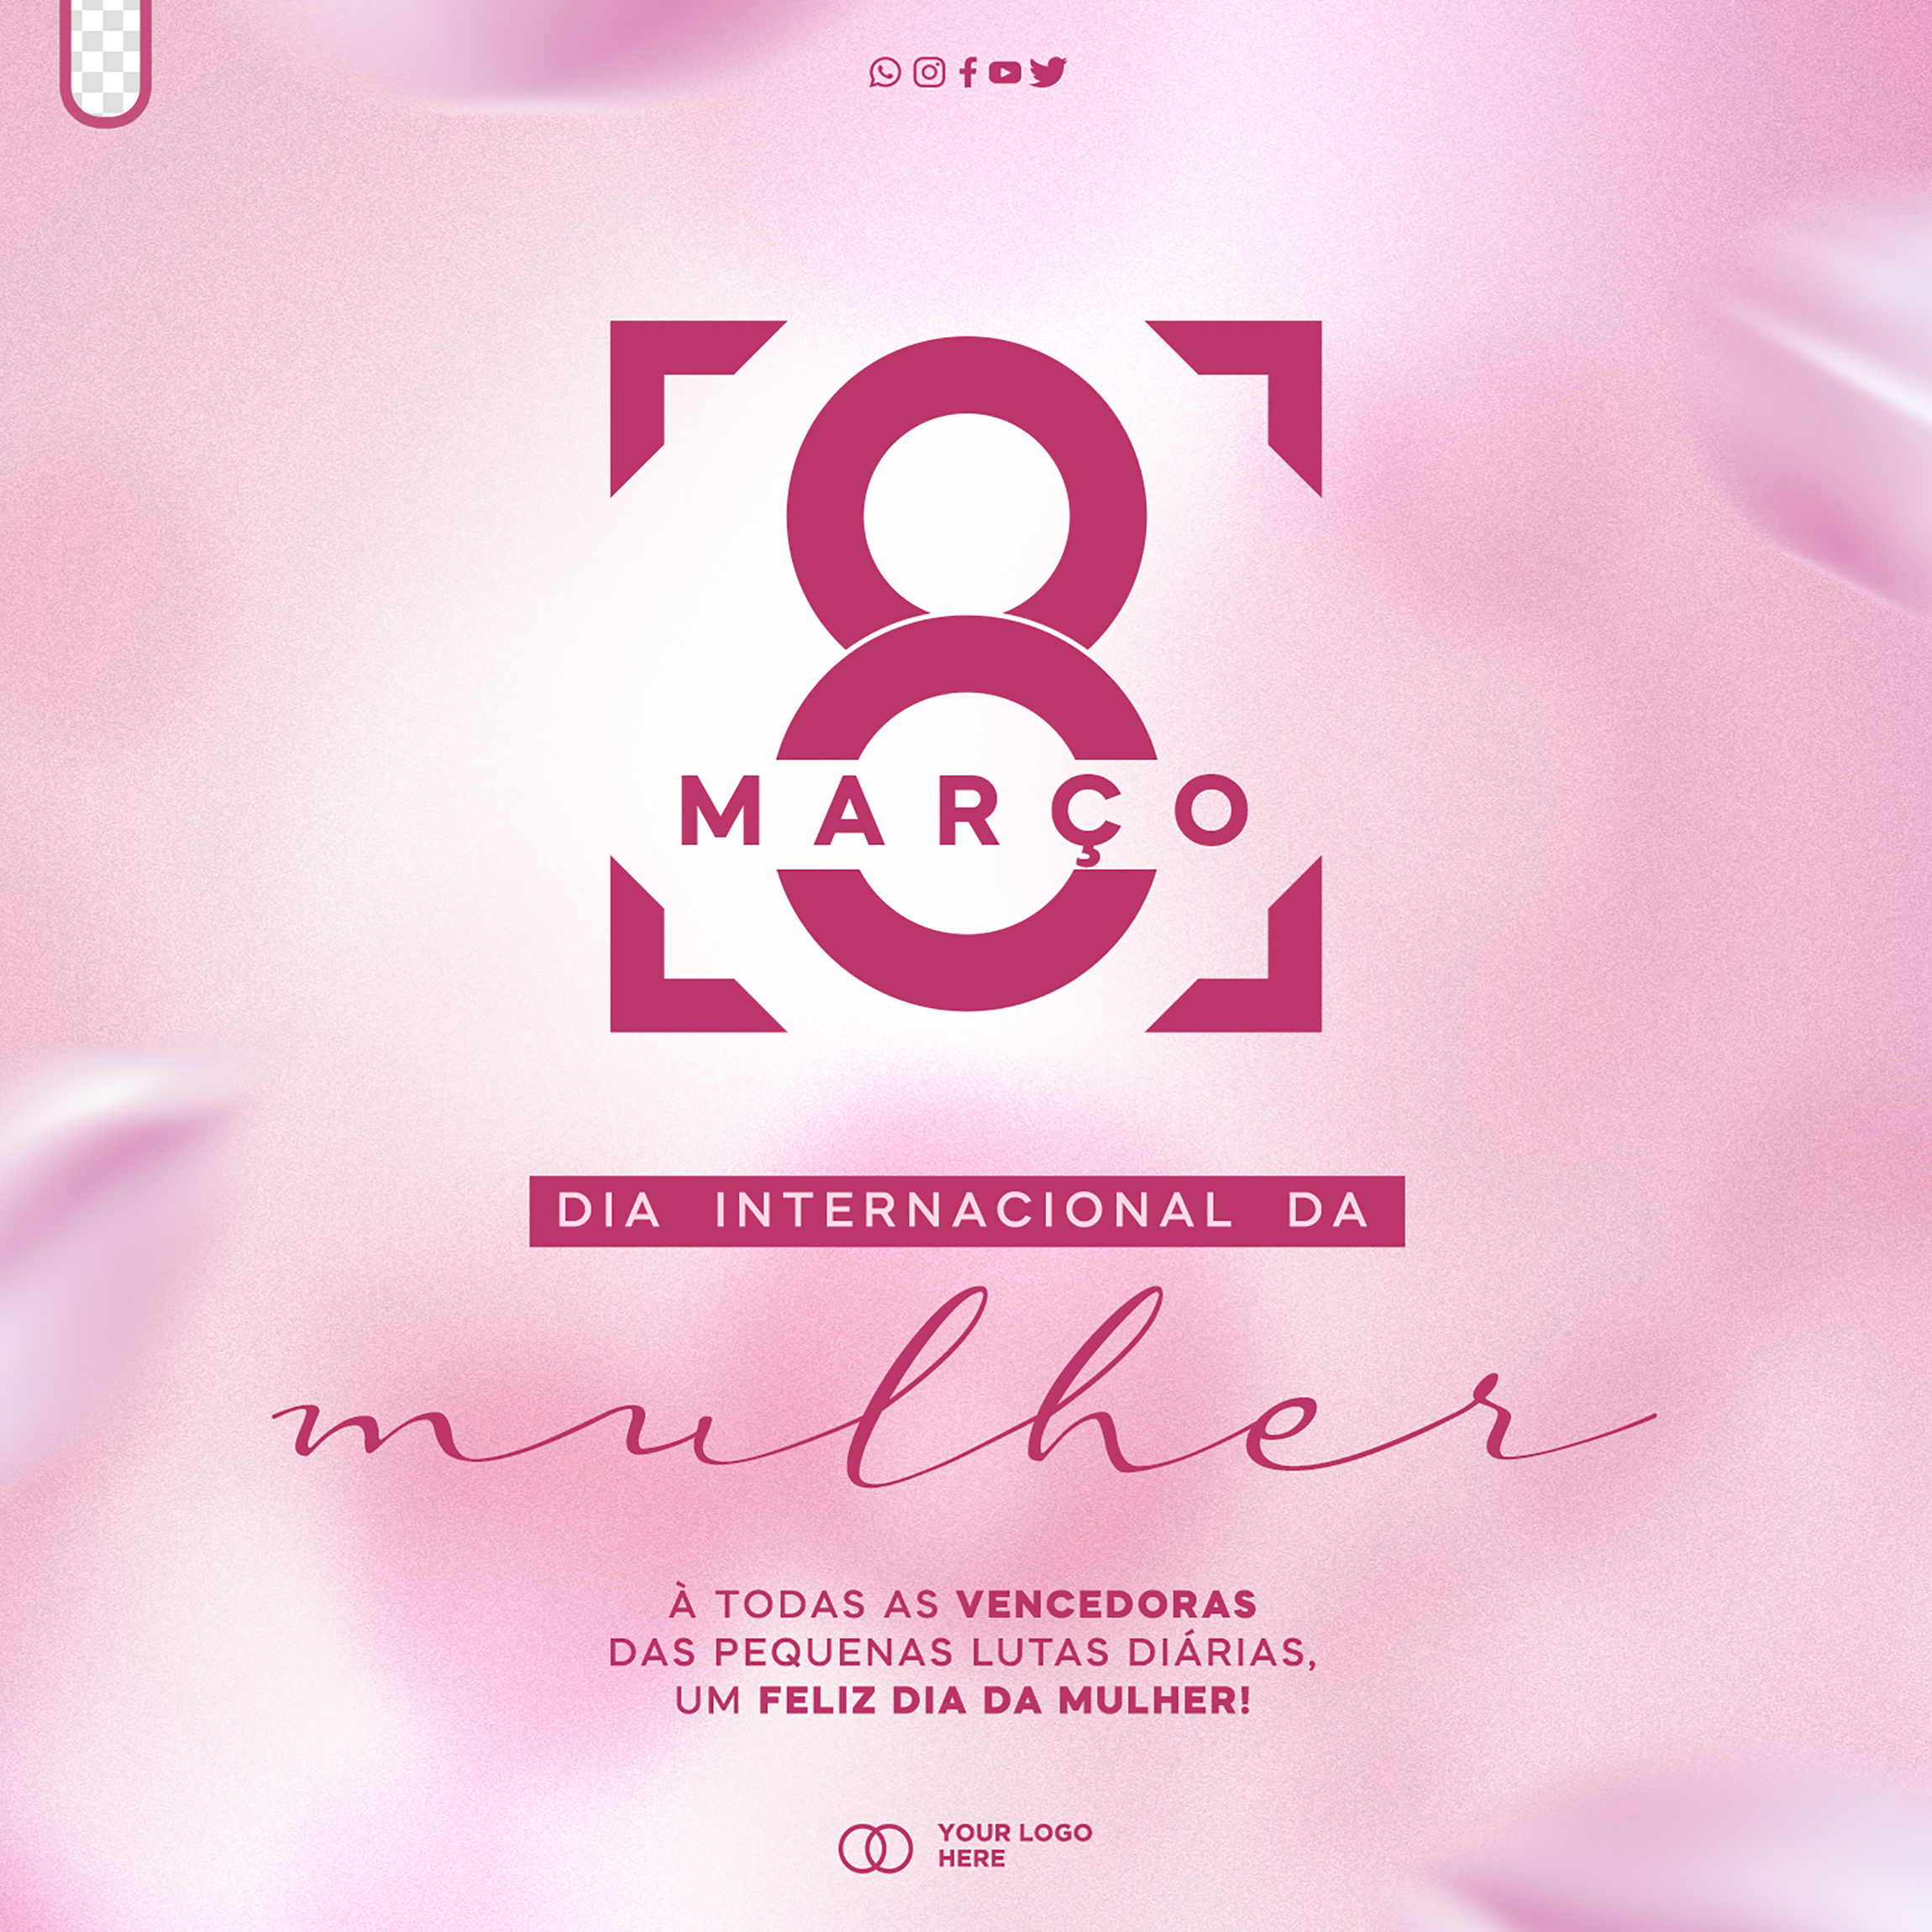 8
MARÇO
DIA INTERNACIONAL DA
mulher
À TODAS AS VENCEDORAS
DAS PEQUENAS LUTAS DIÁRIAS,
UM FELIZ DIA DA MULHER!
YOUR LOGO
HERE